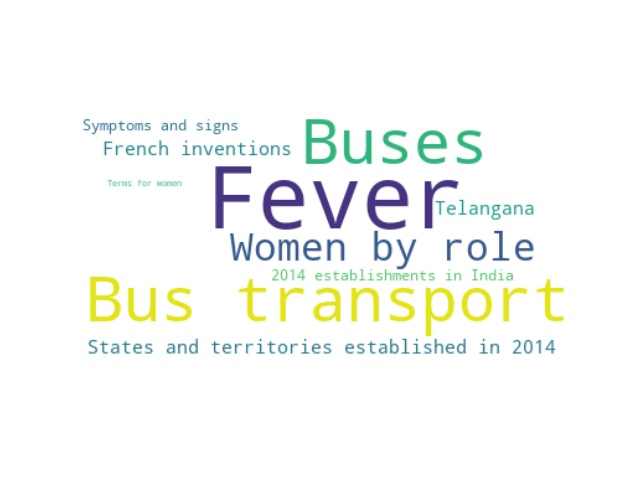 Symptoms and signs
Buses
French inventions
Fever
Terms for women
Telangana
Women by role
2014 establishments in India
Bus transport
States and territories established in 2014